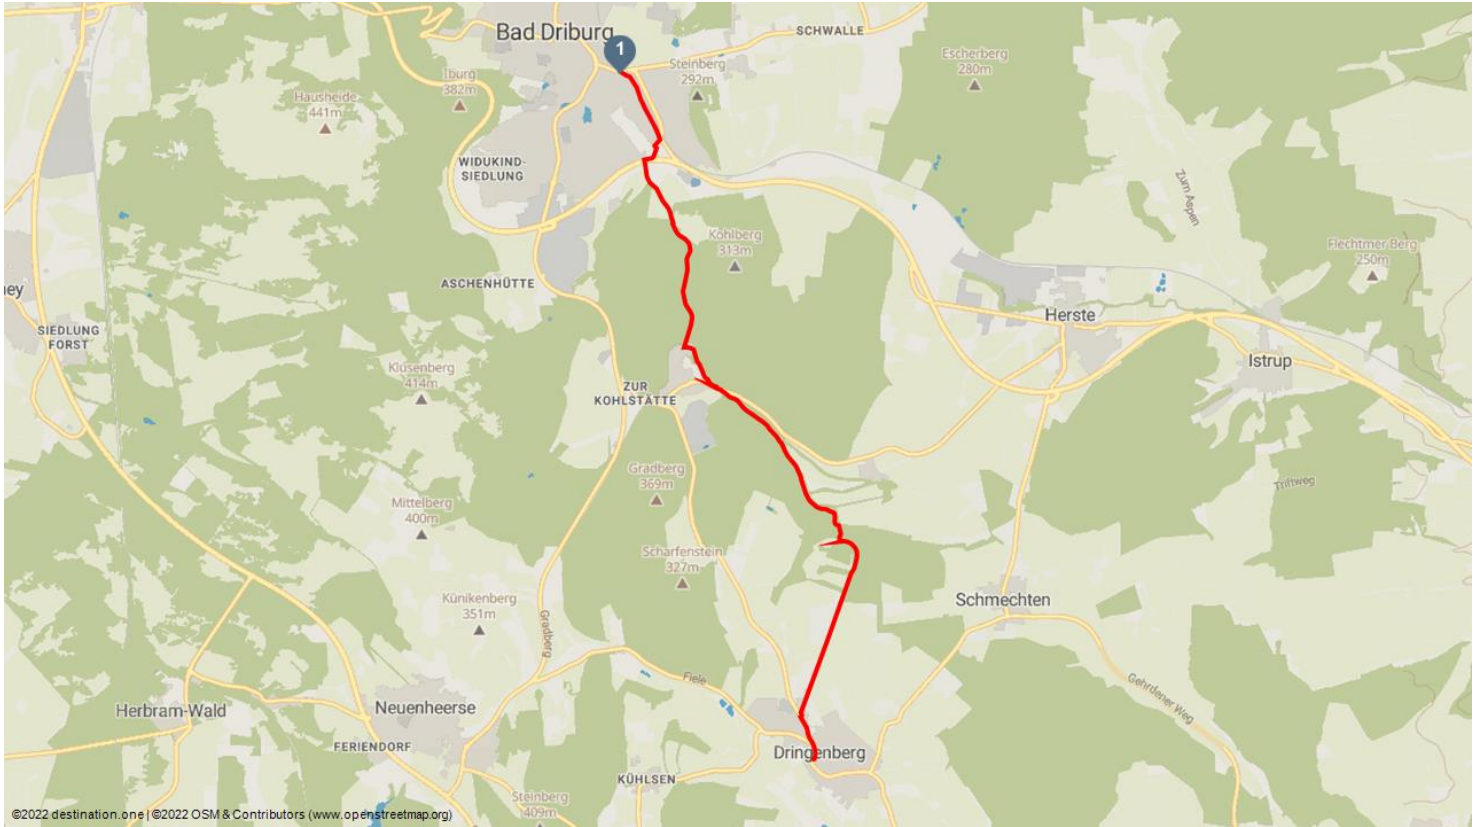 Bad Driburg
1
SCHWALLE
Steinberg
292m
Escherberg
280m
Iburg
382m
Hausheide
441m
WIDUKIND-
SIEDLUNG
Zum Aspen
Köhlberg
313m
Flechtmer Berg
250m
ASCHENHÜTTE
ey
SIEDLUNG
FORST
Herste
Istrup
Klusenberg
414m
ZUR
KOHLSTÄTTE
Gradberg
369m
Triftweg
Mittelberg
400m
Scharfenstein
327m
Künikenberg
351m
Gradberg
Schmechten
Fiele
Gehrdener Weg
Herbram-Wald
Neuenheerse
FERIENDORF
Dringenberg
KÜHLSEN
Steinberg
409m
©2022 destination.one | ©2022 OSM & Contributors (www.openstreetmap.org)